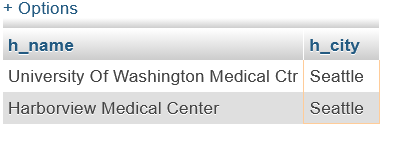 + Options
h_name h_city
University Of Washington Medical Ctr Seattle
Harborview Medical Center Seattle